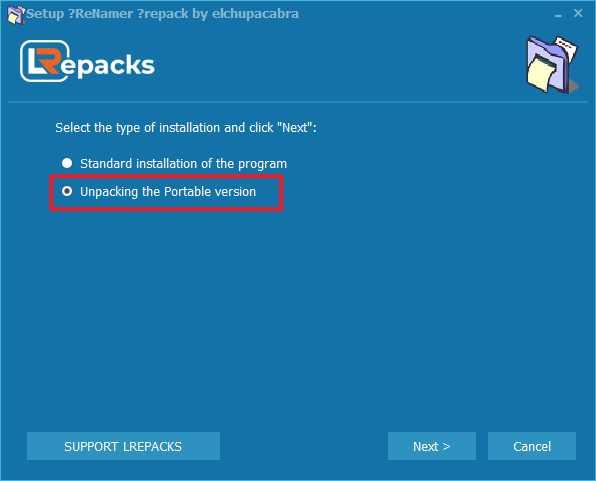 Setup ?ReNamer ?repack by elchupacabra
LRepacks
Select the type of installation and click "Next":
Standard installation of the program
Unpacking the Portable version
SUPPORT LREPACKS
Next >
Cancel